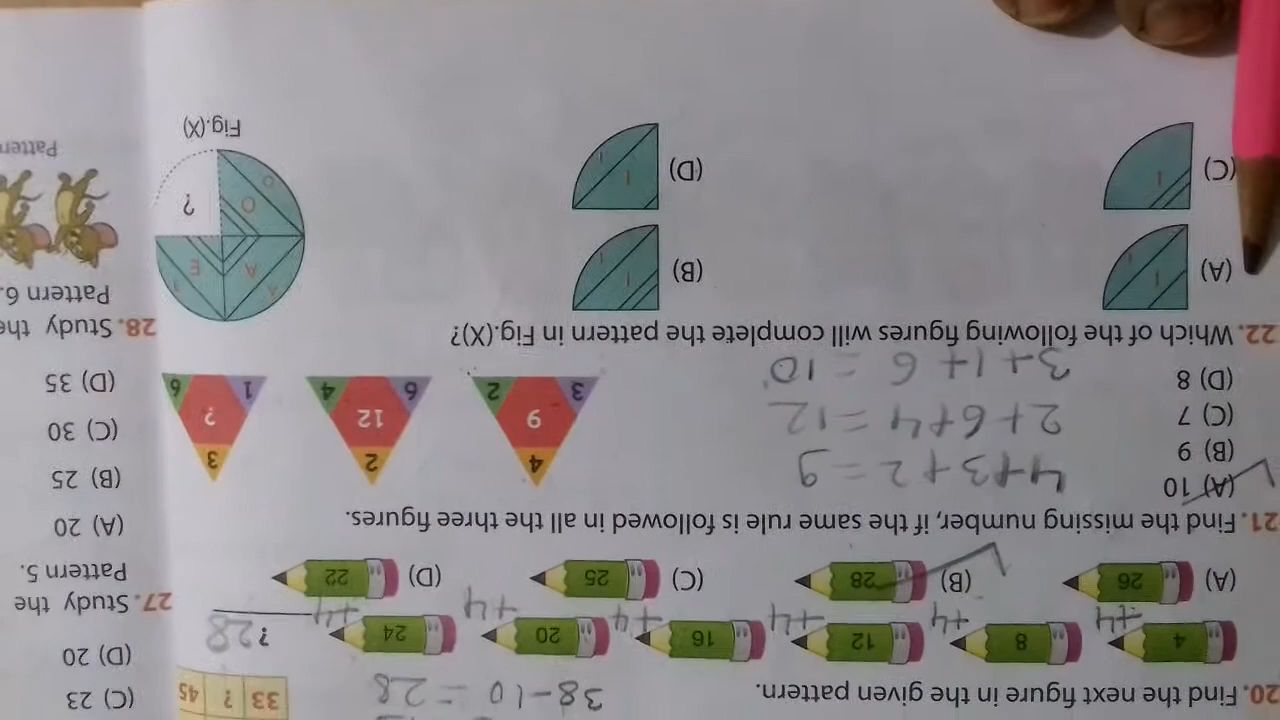 20. Find the next figure in the given pattern.
38-10 = 28
4 8 12 16 20 24 ?
+4 +4 +4 +4 +4 +4 28
(A) 26 (B) 28 (C) 25 (D) 22
21. Find the missing number, if the same rule is followed in all the three figures.
(A) 10
(B) 9
(C) 7
(D) 8
4+3+2 = 9
2+6+4 = 12
3+1+6 = 10
4 9 3 2
2 12 6 4
3 ? 1 6
22. Which of the following figures will complete the pattern in Fig.(X)?
(A) I I
(B) I I
(C) I
(D) I I
A A E O O ?
Fig.(X)
33 ? 45
(C) 23
(D) 20
27. Study the
Pattern 5.
(A) 20
(B) 25
(C) 30
(D) 35
28. Study the
Pattern 6.
Pattern